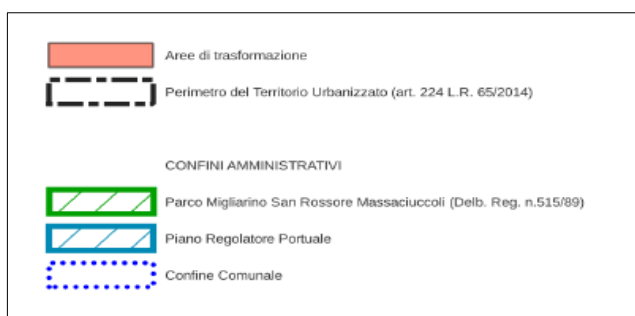 Aree di trasformazione
Perimetro del Territorio Urbanizzato (art. 224 L.R. 65/2014)
CONFINI AMMINISTRATIVI
Parco Migliarino San Rossore Massaciuccoli (Delb. Reg. n.515/89)
Piano Regolatore Portuale
Confine Comunale